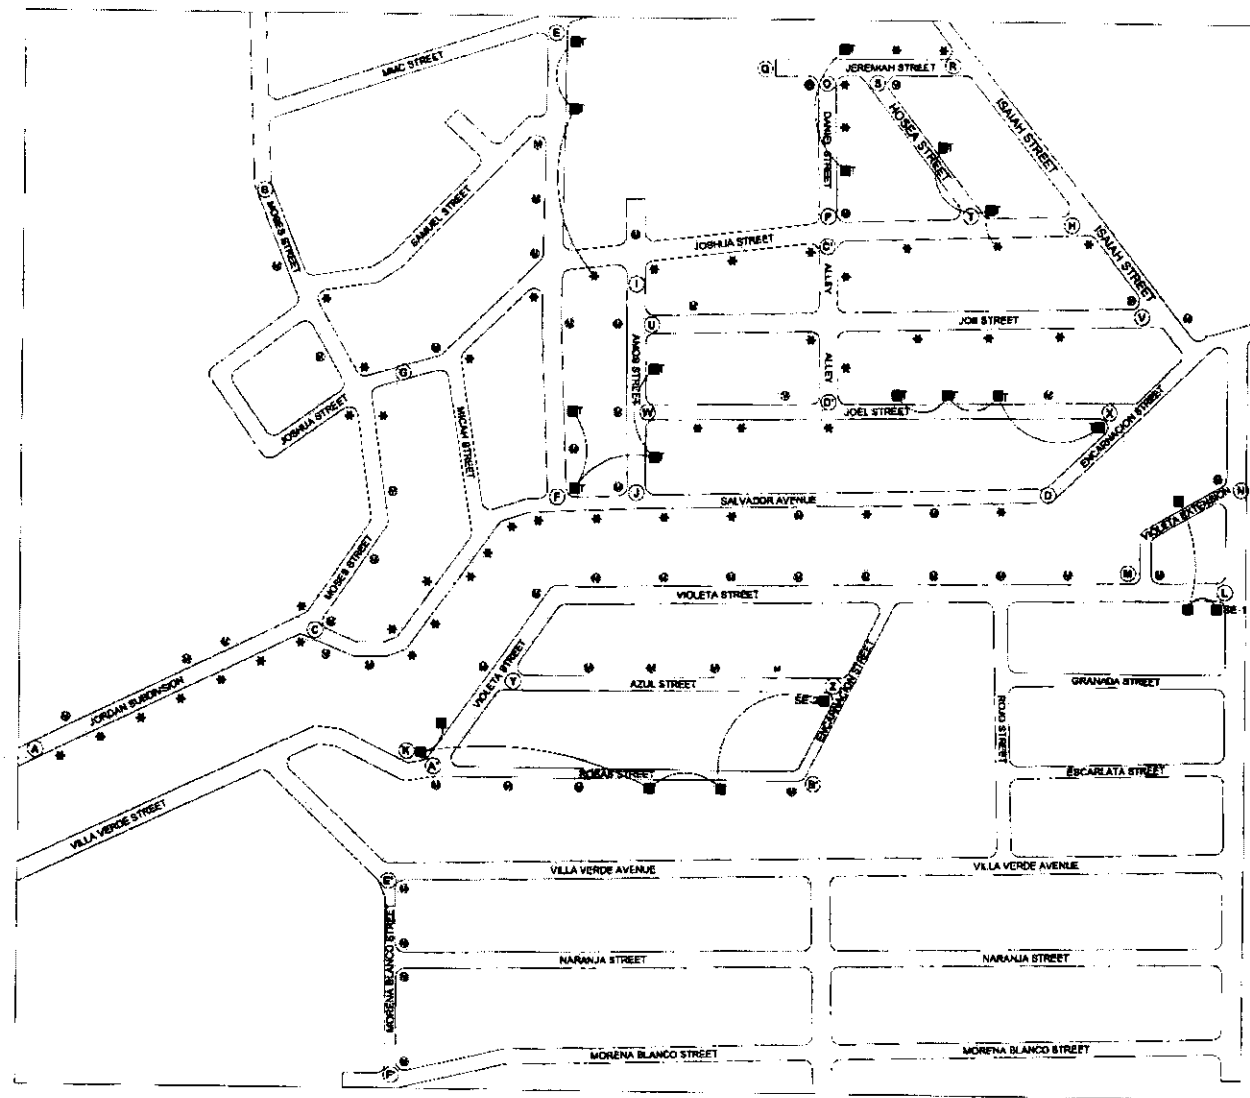 E
T
MMC STREET
T
Q
JEREMIAH STREET
R
O
S
T
HOSEA STREET
ISAIAH STREET
DANIEL STREET
T
T
B
MOSES STREET
SAMUEL STREET
P
T
T
H
JOSHUA STREET
C'
ISAIAH STREET
ALLEY
I
U
JOB STREET
V
AMOS STREET
ALLEY
G
JOSHUA STREET
MICAH STREET
T
W
D'
T
T
JOEL STREET
X
ENCARNACION STREET
F
T
J
SALVADOR AVENUE
D
N
VIOLETA EXTENSION
MOSES STREET
M
L
VIOLETA STREET
SE-1
C
VIOLETA STREET
Y
AZUL STREET
Z
SE-2
ENCARNACION STREET
GRANADA STREET
ROJO STREET
JORDAN SUBDIVISION
A
K
A'
ROSAS STREET
B'
ESCARLATA STREET
VILLA VERDE STREET
VILLA VERDE AVENUE
VILLA VERDE AVENUE
E'
MORENA BLANCO STREET
NARANJA STREET
NARANJA STREET
MORENA BLANCO STREET
MORENA BLANCO STREET
F'